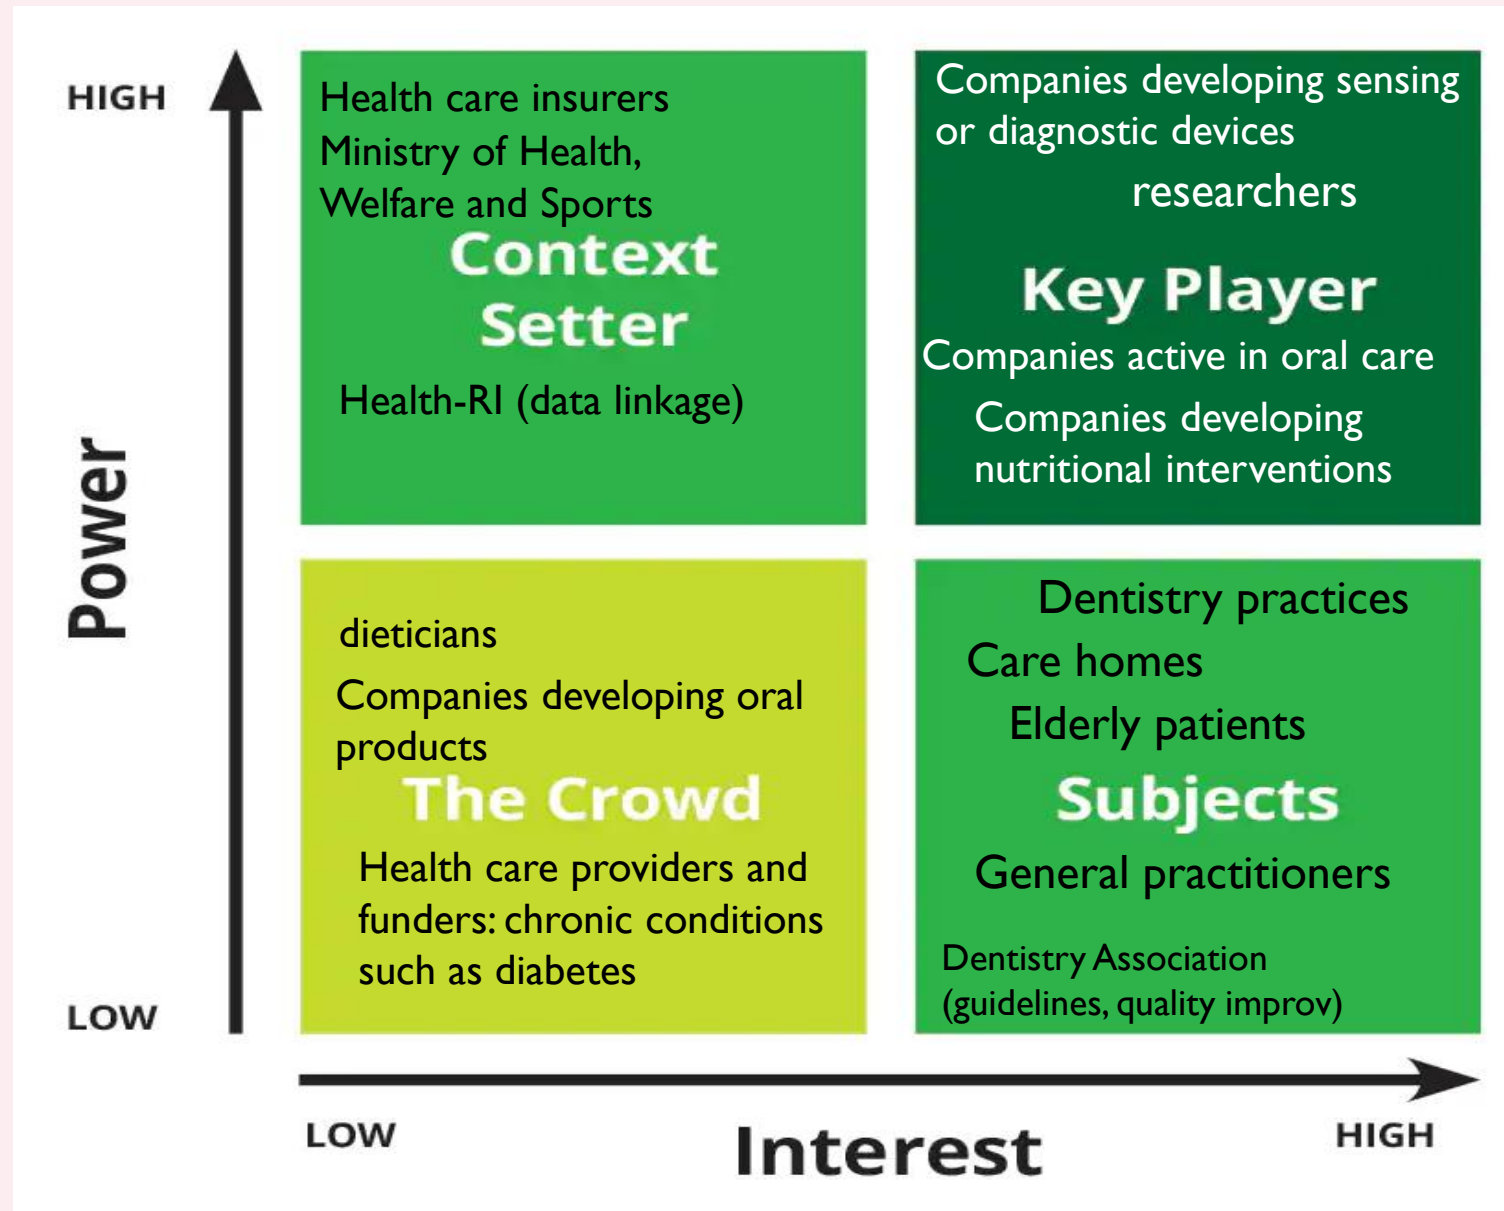 HIGH
Power
LOW
Health care insurers
Ministry of Health,
Welfare and Sports
Context
Setter
Health-RI (data linkage)
Companies developing sensing
or diagnostic devices
researchers
Key Player
Companies active in oral care
Companies developing
nutritional interventions
dieticians
Companies developing oral
products
The Crowd
Health care providers and
funders: chronic conditions
such as diabetes
Dentistry practices
Care homes
Elderly patients
Subjects
General practitioners
Dentistry Association
(guidelines, quality improv)
LOW
Interest
HIGH